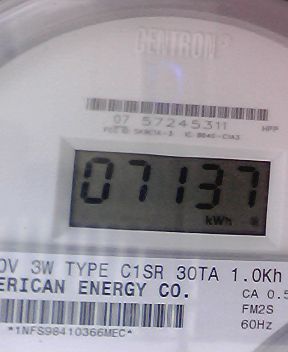 CENTRON®
07 57245311
HPP
07137
kWh
0V 3W TYPE C1SR 30TA 1.0Kh
ERICAN ENERGY CO.
CA 0.5
FM2S
*1NFS98410366MEC*
60Hz